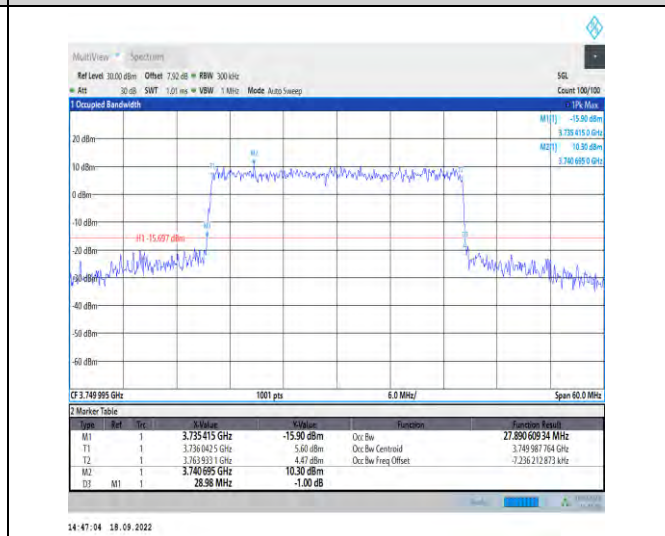 MultiView Spectrum
Ref Level 30.00 dBm Offset 7.92 dB RBW 300 kHz SGL
Att 30 dB SWT 1.01 ms VBW 1 MHz Mode Auto Sweep Count 100/100
1 Occupied Bandwidth 1Pk Max
M1[1] -15.90 dBm
3.735 415 0 GHz
M2[1] 10.30 dBm
3.740 695 0 GHz
20 dBm
M2
10 dBm
T1
0 dBm
-10 dBm
M1
H1 -15.697 dBm
-20 dBm
-30 dBm
-40 dBm
-50 dBm
-60 dBm
CF 3.749 995 GHz 1001 pts 6.0 MHz/ Span 60.0 MHz
2 Marker Table
Type Ref Trc X-Value Y-Value Function Function Result
M1 1 3.735 415 GHz -15.90 dBm Occ Bw 27.890 609 34 MHz
T1 1 3.736 042 5 GHz 5.60 dBm Occ Bw Centroid 3.749 987 764 GHz
T2 1 3.763 933 1 GHz 4.47 dBm Occ Bw Freq Offset -7.236 212 873 kHz
M2 1 3.740 695 GHz 10.30 dBm
D3 M1 1 28.98 MHz -1.00 dB
14:47:04 18.09.2022